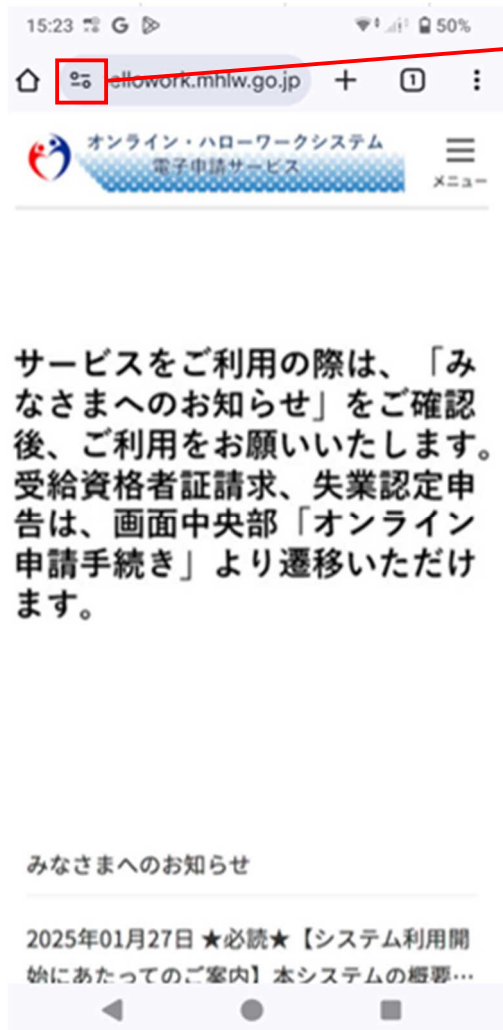 15:23 G 50%
ellowork.mhlw.go.jp 1
オンライン・ハローワークシステム
電子申請サービス
メニュー
サービスをご利用の際は、「み
なさまへのお知らせ」をご確認
後、ご利用をお願いいたします。
受給資格者証請求、失業認定申
告は、画面中央部「オンライン
申請手続き」より遷移いただけ
ます。
みなさまへのお知らせ
2025年01月27日 ★必読★【システム利用開
始にあたってのご案内】本システムの概要…